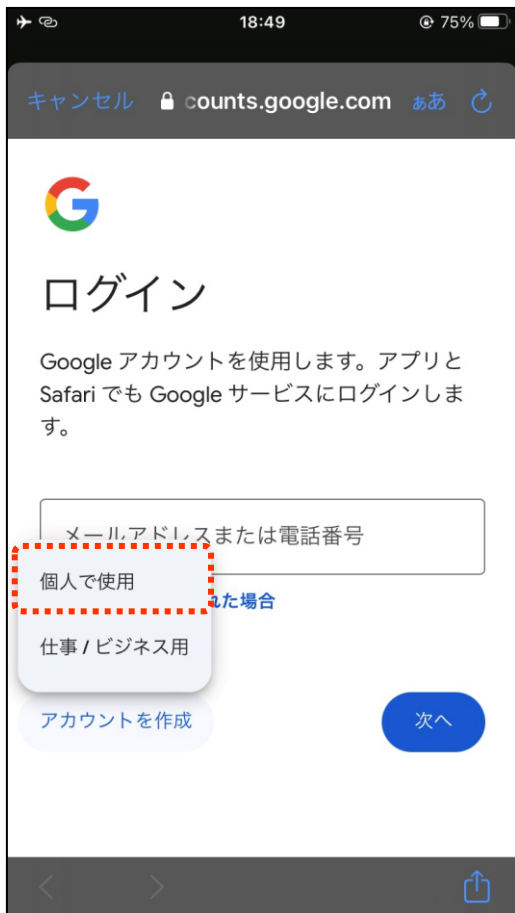 18:49
75%
キャンセル counts.google.com ぁあ
ログイン
Google アカウントを使用します。アプリと
Safari でも Google サービスにログインしま
す。
メールアドレスまたは電話番号
個人で使用
れた場合
仕事 / ビジネス用
アカウントを作成
次へ